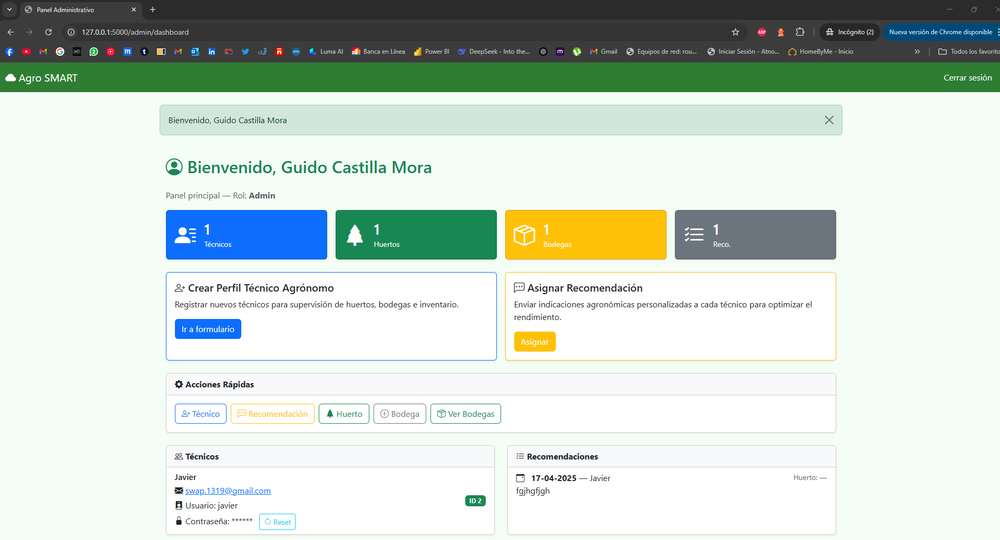 Panel Administrativo
127.0.0.1:5000/admin/dashboard
ABP
Incógnito (2)
Nueva versión de Chrome disponible
Luma AI
Banca en Línea
Power BI
DeepSeek - Into the...
Gmail
Equipos de red: rou...
Iniciar Sesión - Atno...
HomeByMe - Inicio
Todos los favorito
Agro SMART
Cerrar sesión
Bienvenido, Guido Castilla Mora
Bienvenido, Guido Castilla Mora
Panel principal — Rol: Admin
1
Técnicos
1
Huertos
1
Bodegas
1
Reco.
Crear Perfil Técnico Agrónomo
Registrar nuevos técnicos para supervisión de huertos, bodegas e inventario.
Ir a formulario
Asignar Recomendación
Enviar indicaciones agronómicas personalizadas a cada técnico para optimizar el
rendimiento.
Asignar
Acciones Rápidas
Técnico
Recomendación
Huerto
Bodega
Ver Bodegas
Técnicos
Javier
swap.1319@gmail.com
Usuario: javier
Contraseña: ******
Reset
ID 2
Recomendaciones
17-04-2025 — Javier
Huerto: —
fgjhgfjgh